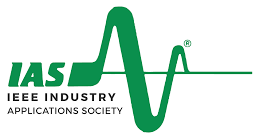 IAS ®
IEEE INDUSTRY
APPLICATIONS SOCIETY